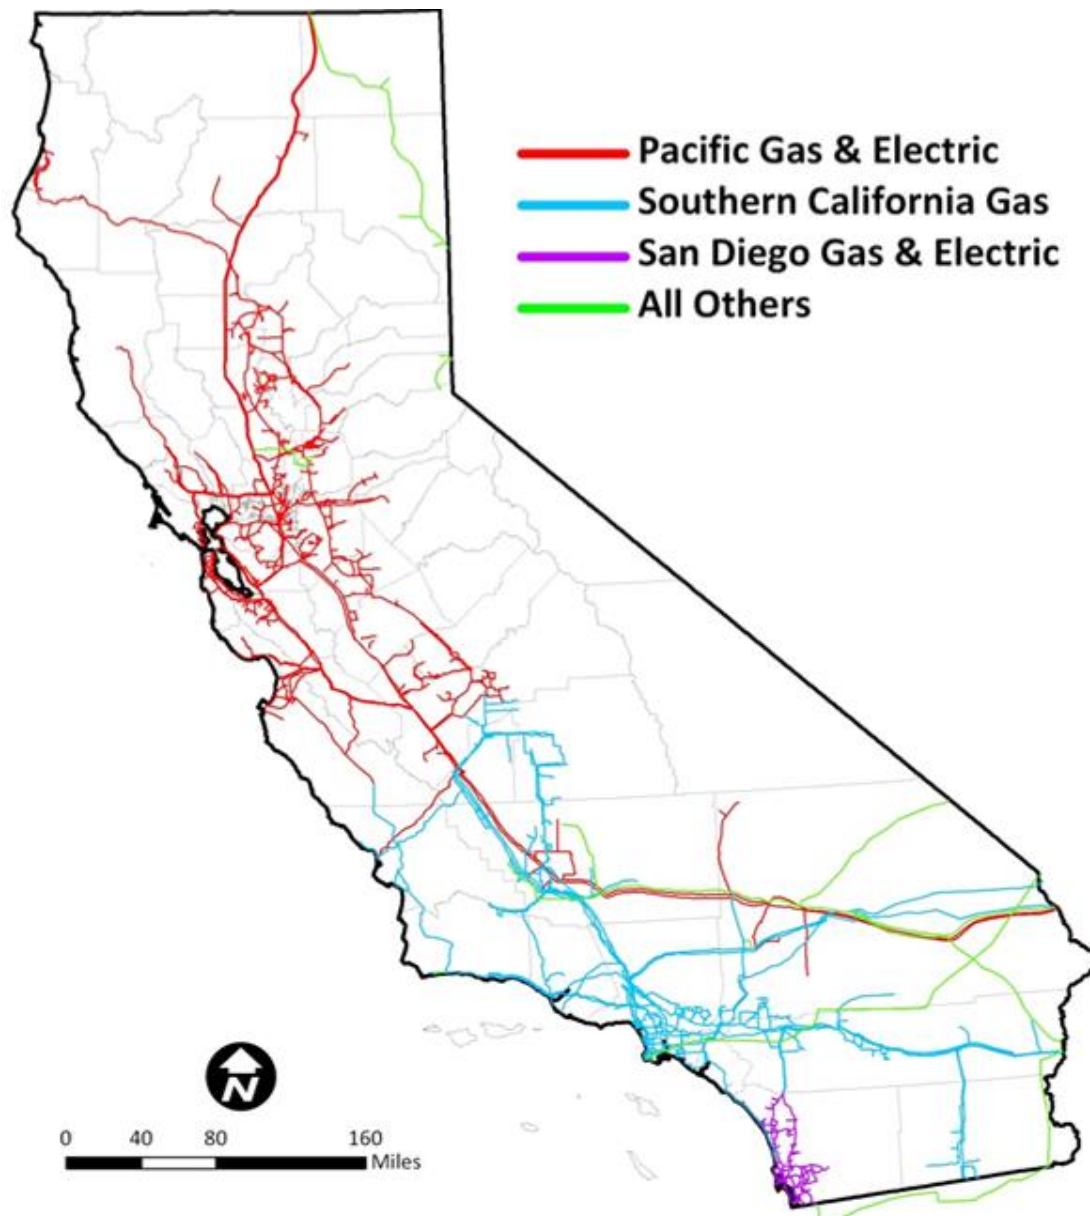 Pacific Gas & Electric
Southern California Gas
San Diego Gas & Electric
All Others
N
0 40 80 160
Miles